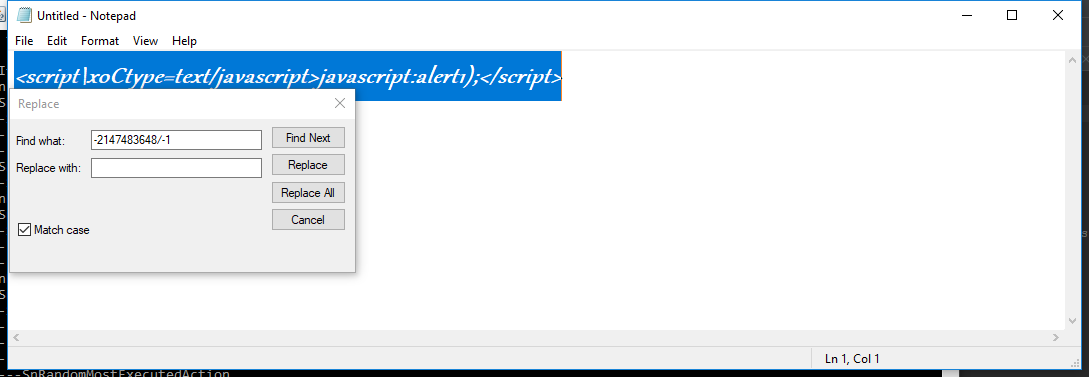 Untitled - Notepad
File Edit Format View Help
<script\xoCtype=text/javascript>javascript:alert1);</script>
Replace
Find what: -2147483648/-1 Find Next
Replace with: Replace
Replace All
Cancel
Match case
Ln 1, Col 1
---SnRandomMostExecutedAction